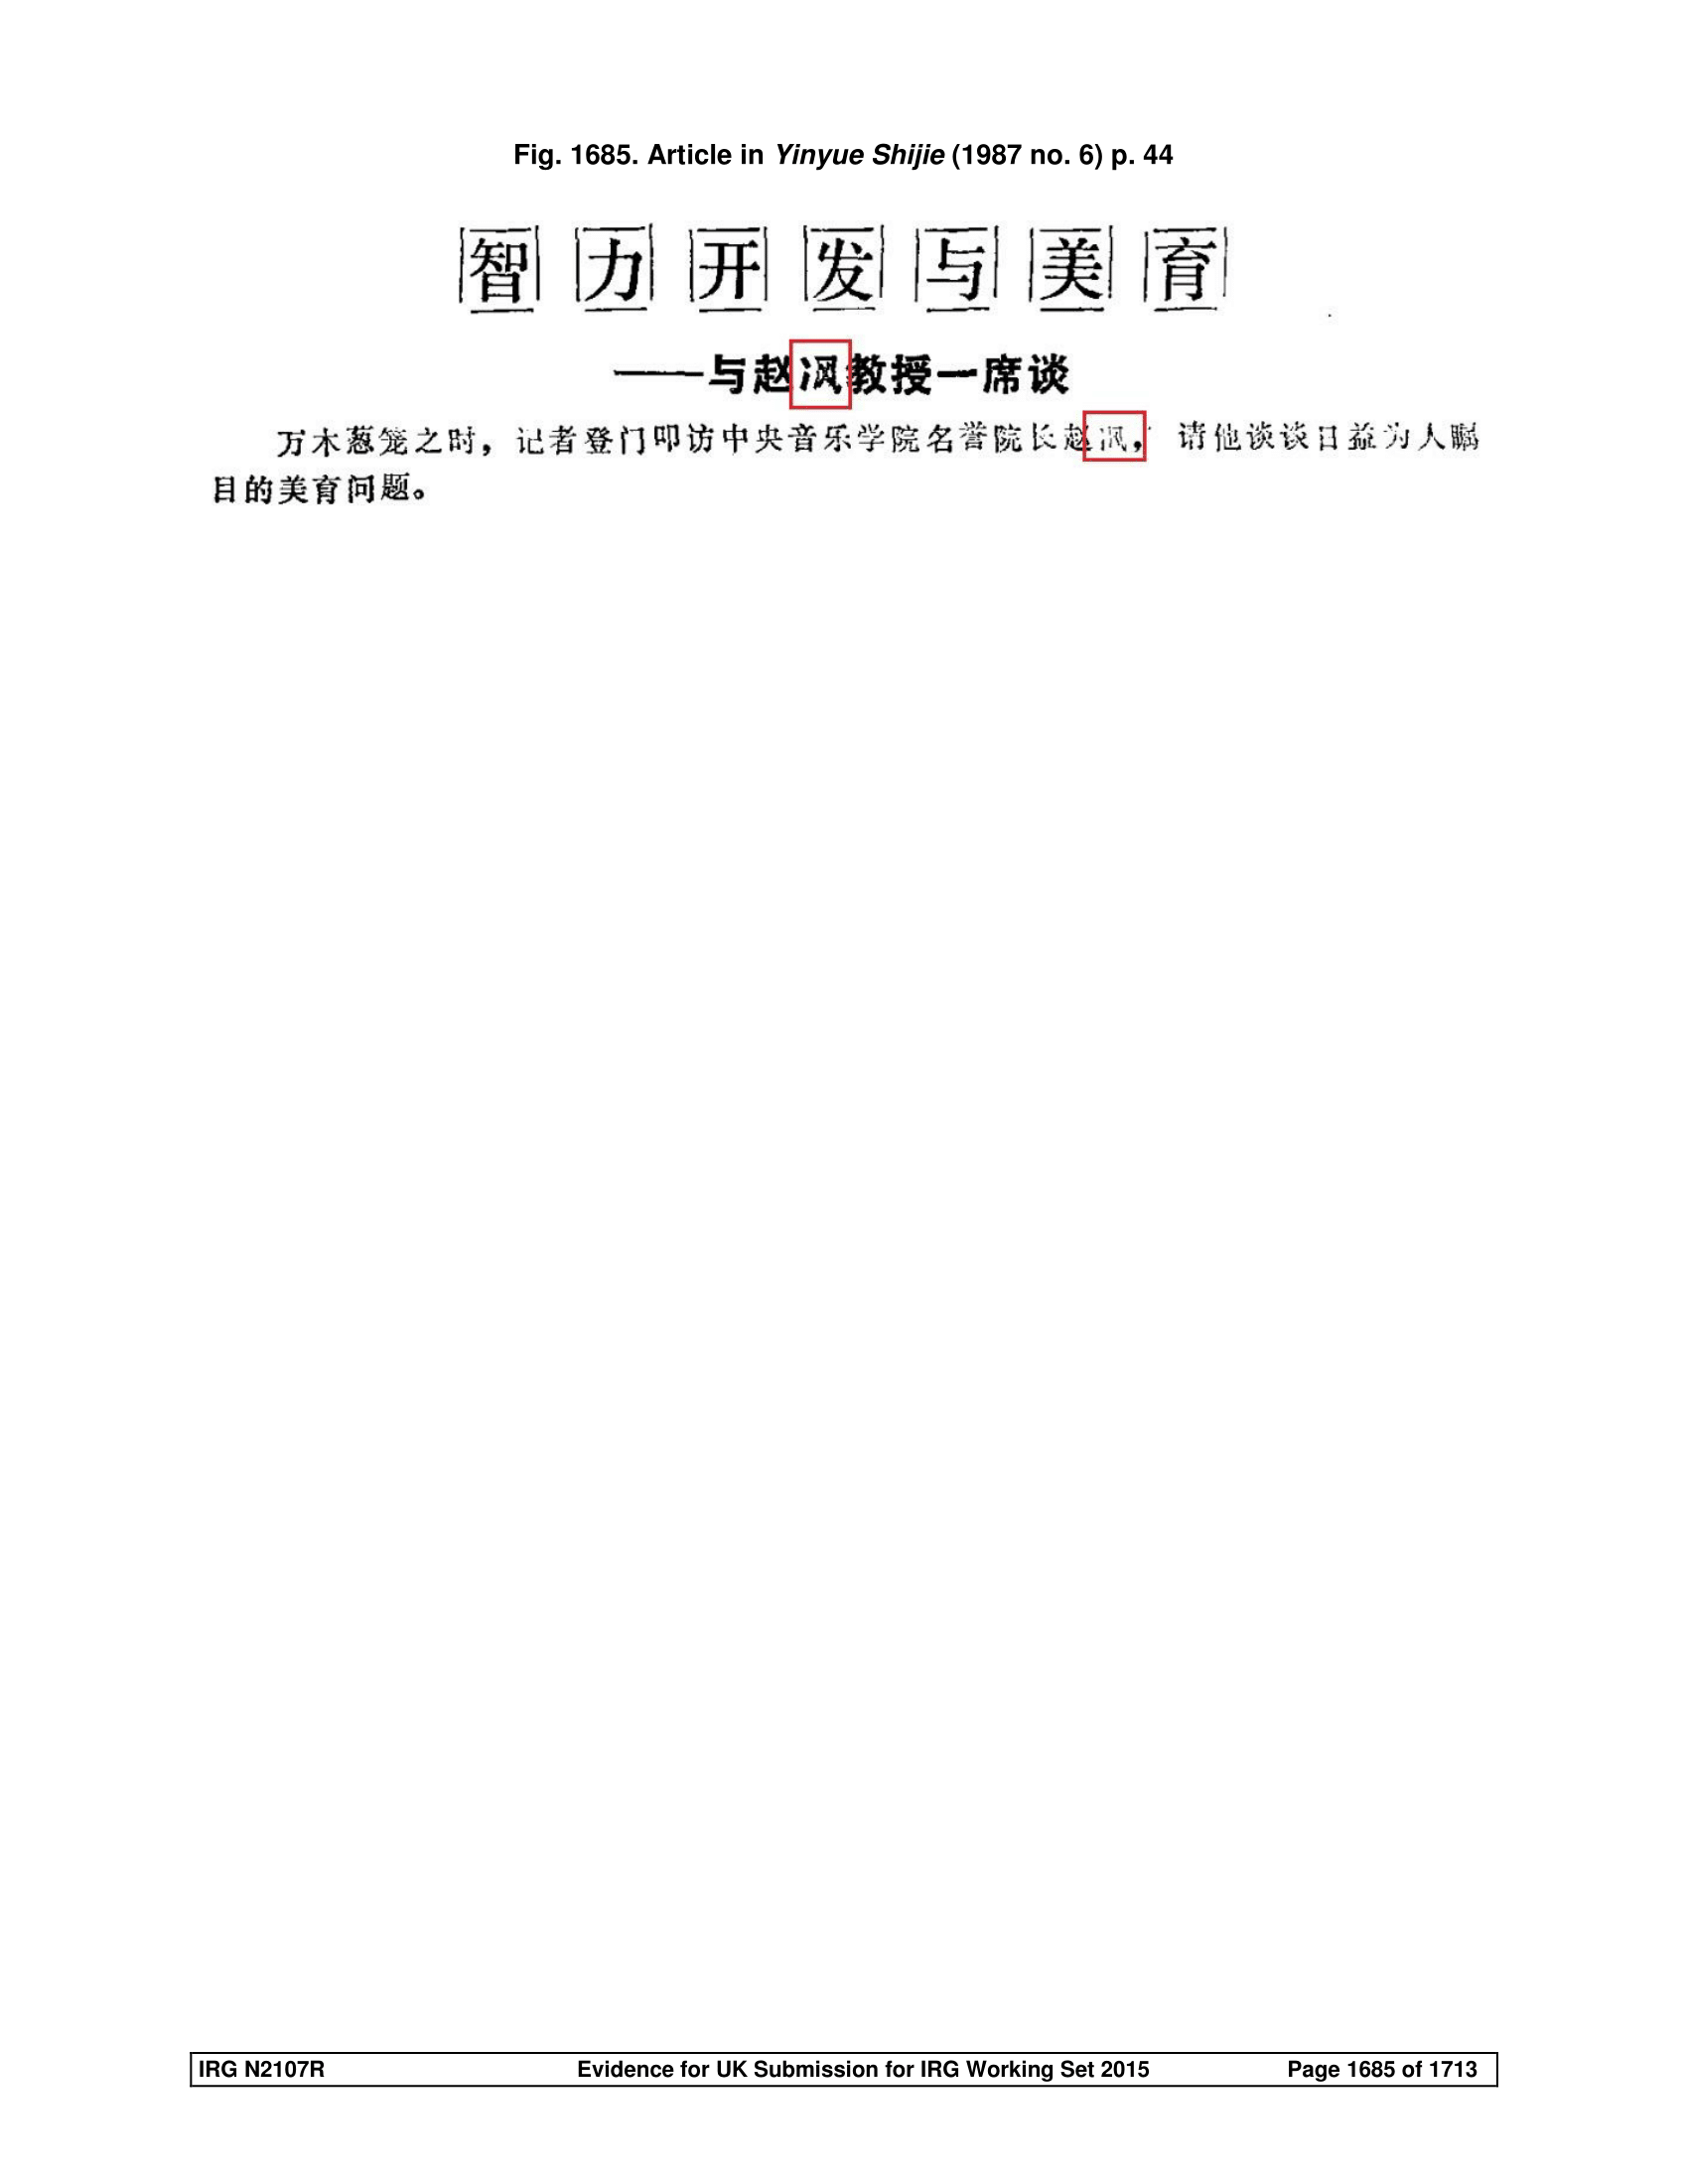 Fig. 1685. Article in Yinyue Shijie (1987 no. 6) p. 44
智力开发与美育
——与赵⿰冫风教授一席谈
万木葱笼之时，记者登门叩访中央音乐学院名誉院长赵⿰冫风，请他谈谈日益为人瞩
目的美育问题。
IRG N2107R Evidence for UK Submission for IRG Working Set 2015 Page 1685 of 1713